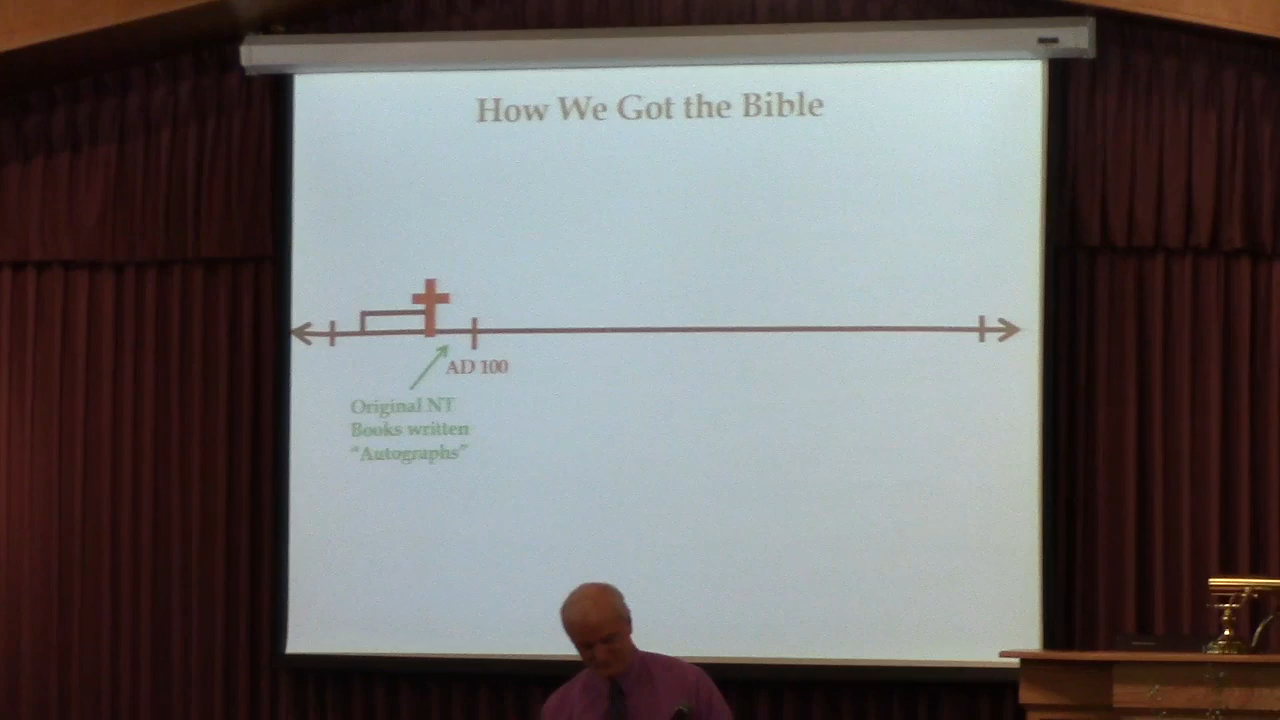 How We Got the Bible
AD 100
Original NT
Books written
“Autographs”